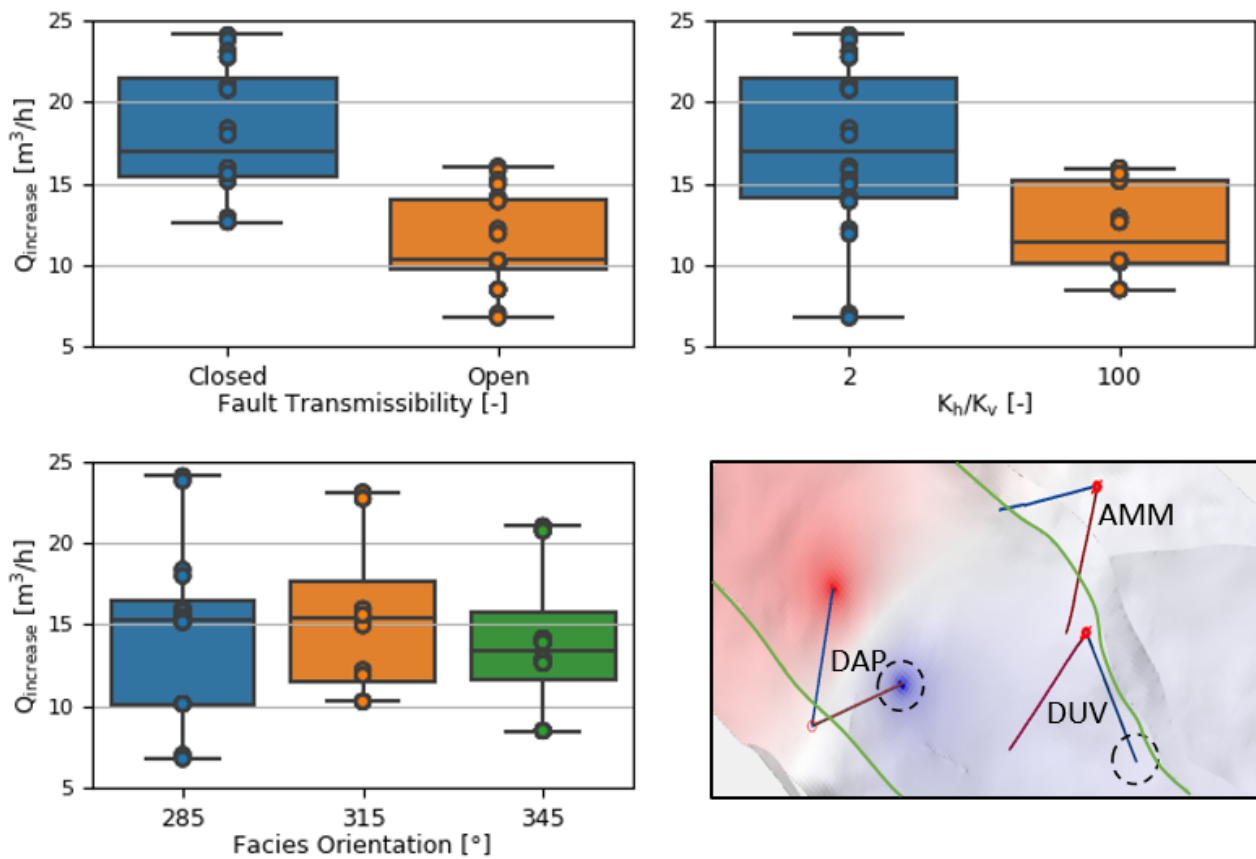 25
20
15
10
5
Q_increase [m³/h]
Closed
Open
Fault Transmissibility [-]
25
20
15
10
5
2
100
K_h/K_v [-]
25
20
15
10
5
Q_increase [m³/h]
285
315
345
Facies Orientation [°]
AMM
DAP
DUV